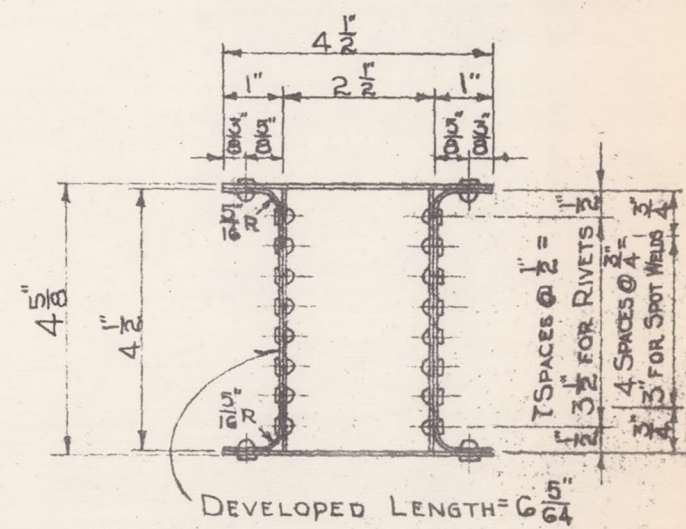 4 1/2"
1" 2 1/2" 1"
3/8" 5/8" 5/8" 3/8"
5/16" R
4 5/8"
4 1/2"
5/16" R
1/2"
7 SPACES @ 1/2" =
3 1/2" FOR RIVETS
1/2"
3/4"
4 SPACES @ 3/4" =
3" FOR SPOT WELDS
3/4"
DEVELOPED LENGTH = 6 5/64"